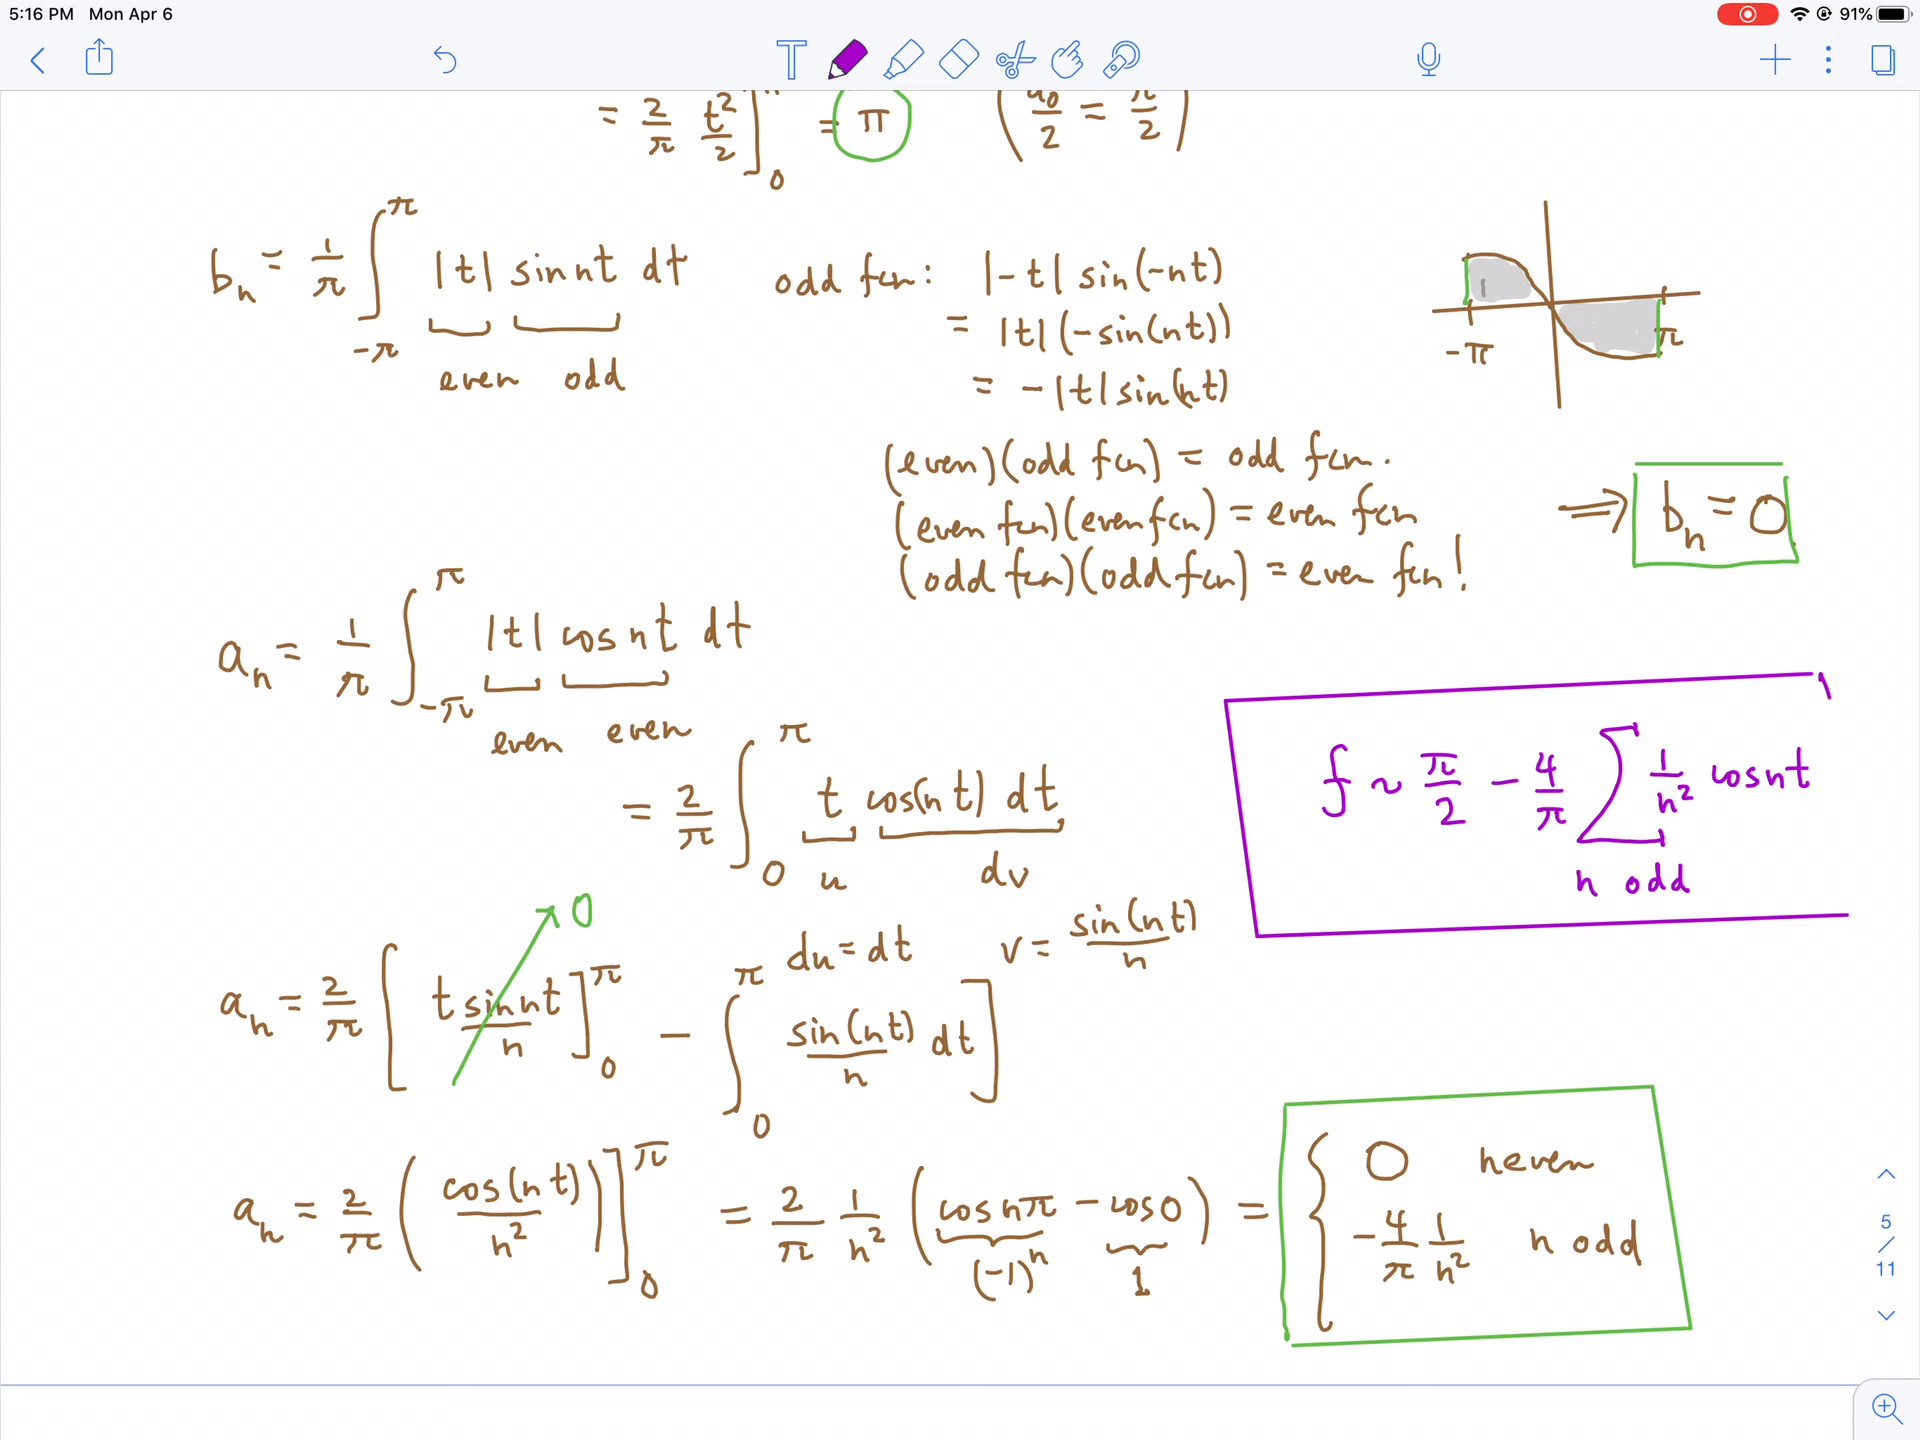 5:16 PM Mon Apr 6 91%
= 2/π t²/2 ]₀ = π (a₀/2 = π/2)
bₙ = 1/π ∫_{-π}^{π} |t| sin nt dt
even odd
odd fcn: |-t| sin(-nt)
= |t| (-sin(nt))
= -|t| sin(nt)
-π π
(even)(odd fcn) = odd fcn.
(even fcn)(even fcn) = even fcn
(odd fcn)(odd fcn) = even fcn!
⟹ bₙ = 0
aₙ = 1/π ∫_{-π}^{π} |t| cos nt dt
even even
= 2/π ∫₀^π t cos(nt) dt
u dv
du = dt v = sin(nt)/n
f ~ π/2 - 4/π ∑ 1/n² cos nt
n odd
aₙ = 2/π [ t sin nt/n ]₀^π - ∫₀^π sin(nt)/n dt ]
0
aₙ = 2/π ( cos(nt)/n² ) ]₀^π = 2/π 1/n² ( cos nπ - cos 0 ) = { 0 n even
(-1)ⁿ 1
-4/π 1/n² n odd
5
/
11